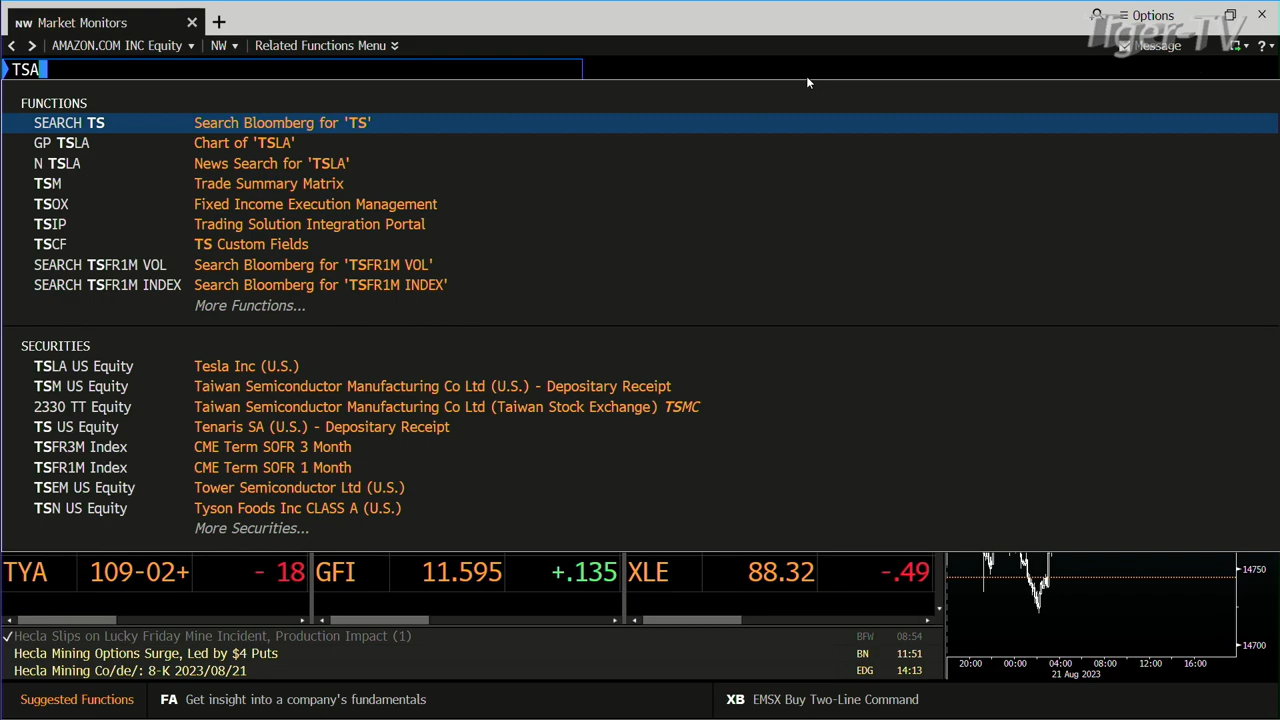 NW Market Monitors
Options
Tiger-TV
AMAZON.COM INC Equity NW Related Functions Menu
Message
?
TSA
FUNCTIONS
SEARCH TS Search Bloomberg for 'TS'
GP TSLA Chart of 'TSLA'
N TSLA News Search for 'TSLA'
TSM Trade Summary Matrix
TSOX Fixed Income Execution Management
TSIP Trading Solution Integration Portal
TSCF TS Custom Fields
SEARCH TSFR1M VOL Search Bloomberg for 'TSFR1M VOL'
SEARCH TSFR1M INDEX Search Bloomberg for 'TSFR1M INDEX'
More Functions...
SECURITIES
TSLA US Equity Tesla Inc (U.S.)
TSM US Equity Taiwan Semiconductor Manufacturing Co Ltd (U.S.) - Depositary Receipt
2330 TT Equity Taiwan Semiconductor Manufacturing Co Ltd (Taiwan Stock Exchange) TSMC
TS US Equity Tenaris SA (U.S.) - Depositary Receipt
TSFR3M Index CME Term SOFR 3 Month
TSFR1M Index CME Term SOFR 1 Month
TSEM US Equity Tower Semiconductor Ltd (U.S.)
TSN US Equity Tyson Foods Inc CLASS A (U.S.)
More Securities...
TYA 109-02+ - 18 GFI 11.595 +.135 XLE 88.32 -.49
14750
14700
Hecla Slips on Lucky Friday Mine Incident, Production Impact (1) BFW 08:54
Hecla Mining Options Surge, Led by $4 Puts BN 11:51
Hecla Mining Co/de/: 8-K 2023/08/21 EDG 14:13
20:00 00:00 04:00 08:00 12:00 16:00
21 Aug 2023
Suggested Functions FA Get insight into a company's fundamentals XB EMSX Buy Two-Line Command